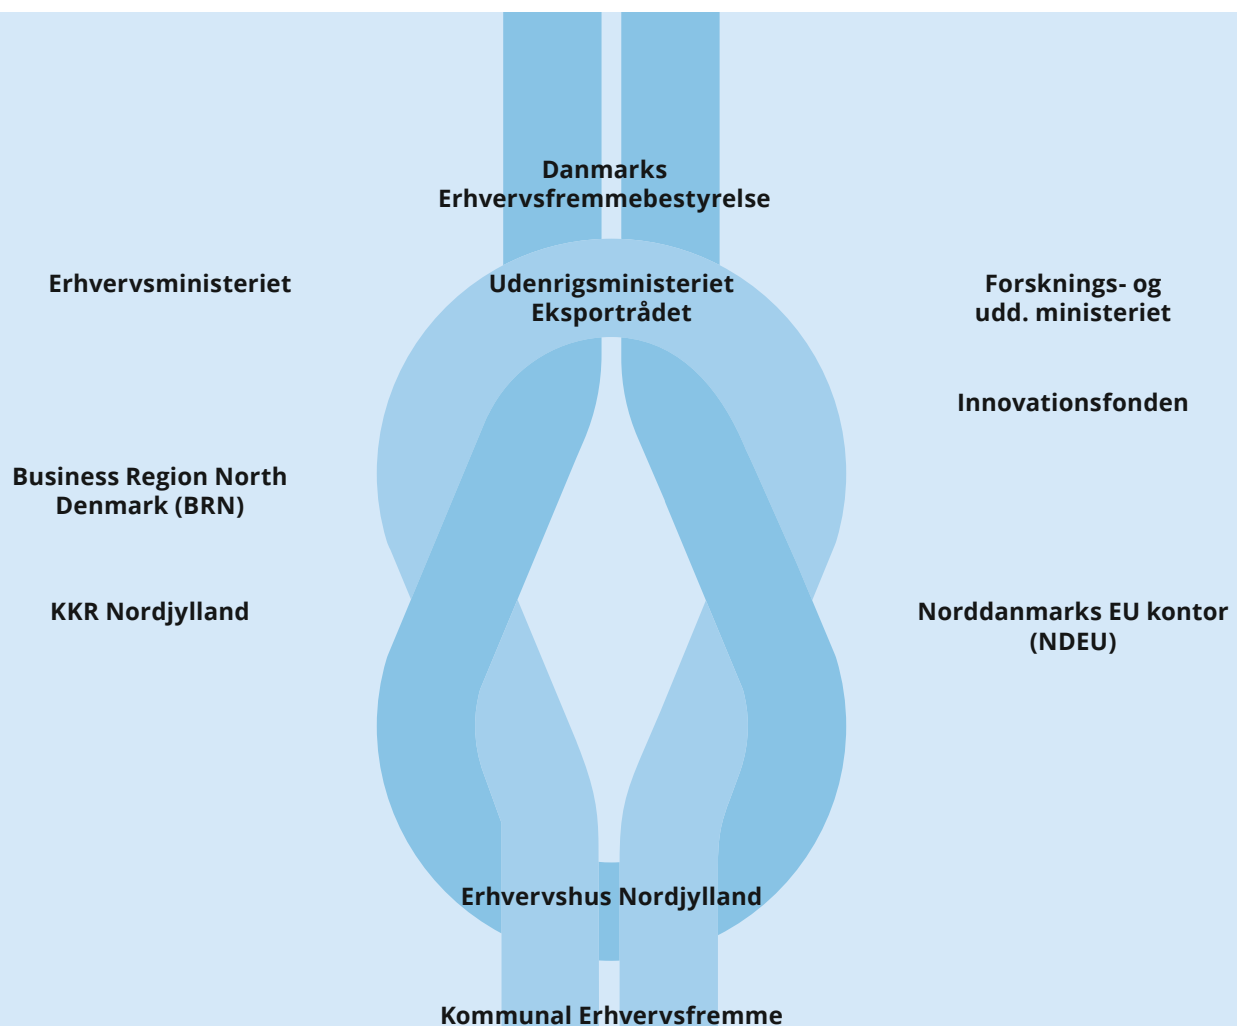 Danmarks
Erhvervsfremmebestyrelse
Erhvervsministeriet
Udenrigsministeriet
Eksportrådet
Forsknings- og
udd. ministeriet
Innovationsfonden
Business Region North
Denmark (BRN)
KKR Nordjylland
Norddanmarks EU kontor
(NDEU)
Erhvervshus Nordjylland
Kommunal Erhvervsfremme